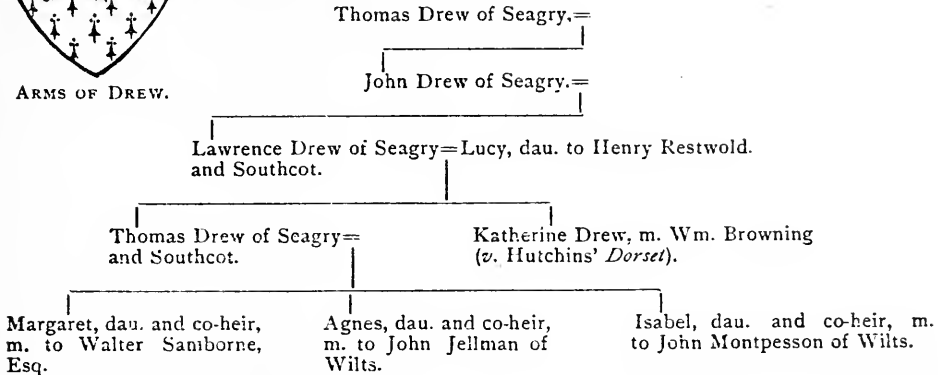 Thomas Drew of Seagry.=
ARMS OF DREW.
John Drew of Seagry.=
Lawrence Drew of Seagry=Lucy, dau. to Henry Restwold.
and Southcot.
Thomas Drew of Seagry=
and Southcot.
Katherine Drew, m. Wm. Browning
(v. Hutchins' Dorset).
Margaret, dau. and co-heir,
m. to Walter Samborne,
Esq.
Agnes, dau. and co-heir,
m. to John Jellman of
Wilts.
Isabel, dau. and co-heir, m.
to John Montpesson of Wilts.